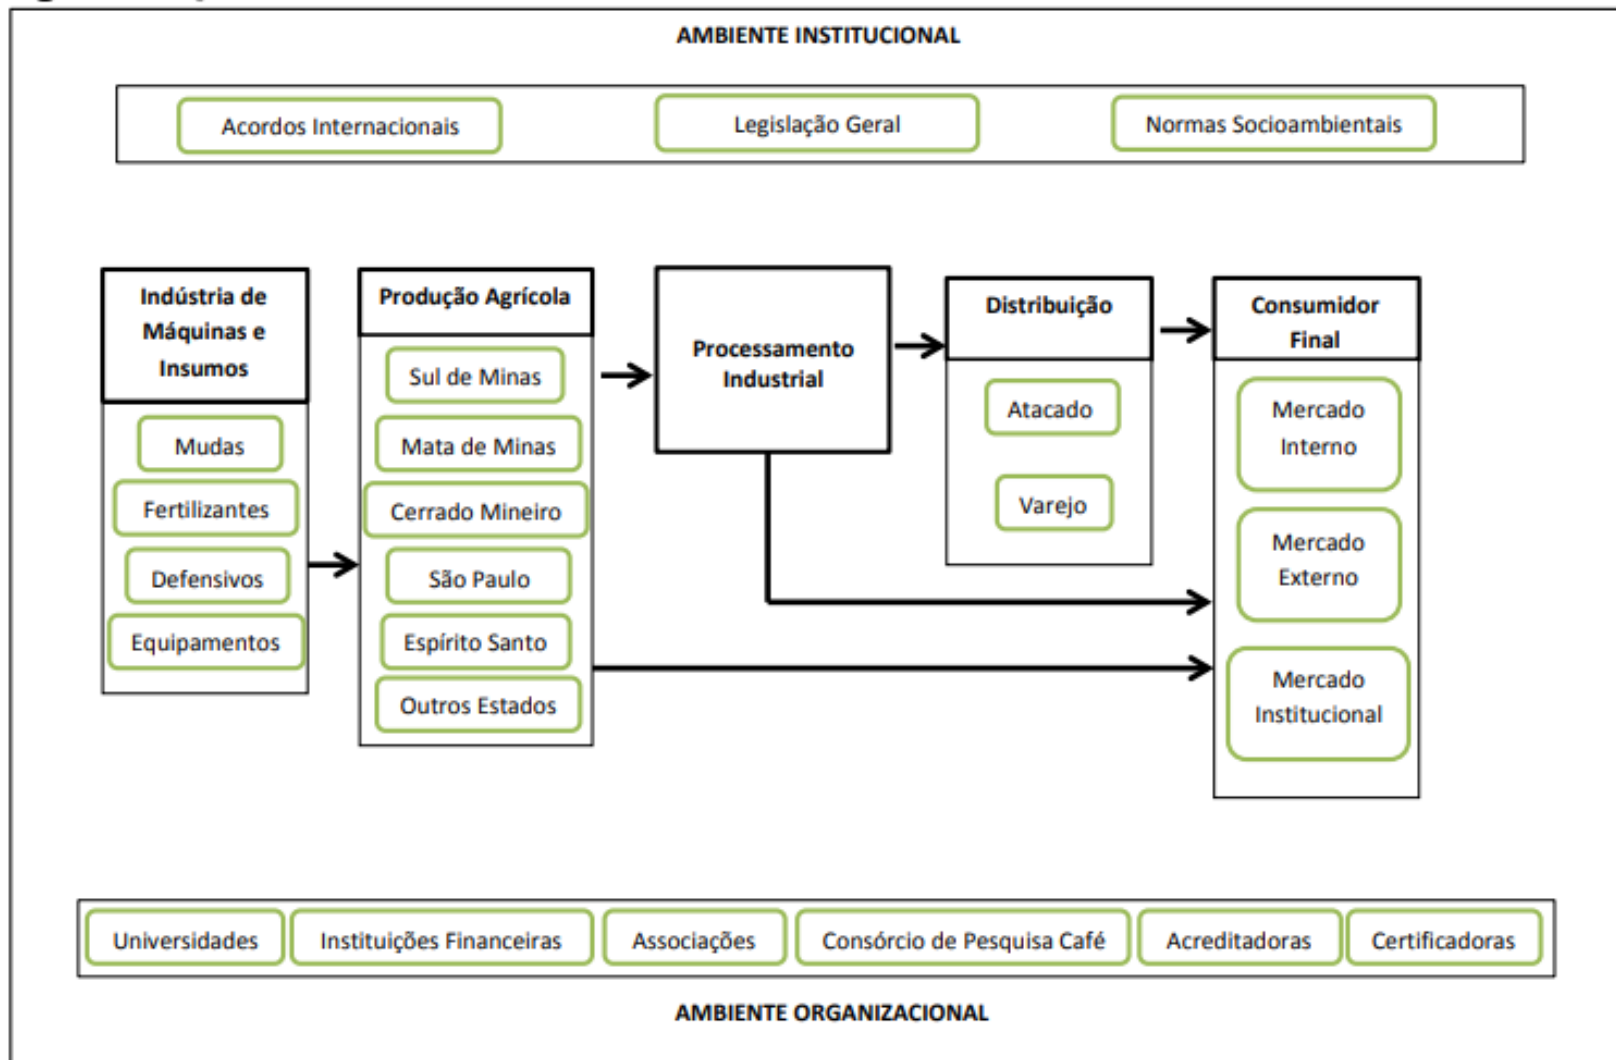 AMBIENTE INSTITUCIONAL
Acordos Internacionais
Legislação Geral
Normas Socioambientais
Indústria de
Máquinas e
Insumos
Mudas
Fertilizantes
Defensivos
Equipamentos
Produção Agrícola
Sul de Minas
Mata de Minas
Cerrado Mineiro
São Paulo
Espírito Santo
Outros Estados
Processamento
Industrial
Distribuição
Atacado
Varejo
Consumidor
Final
Mercado
Interno
Mercado
Externo
Mercado
Institucional
Universidades
Instituições Financeiras
Associações
Consórcio de Pesquisa Café
Acreditadoras
Certificadoras
AMBIENTE ORGANIZACIONAL